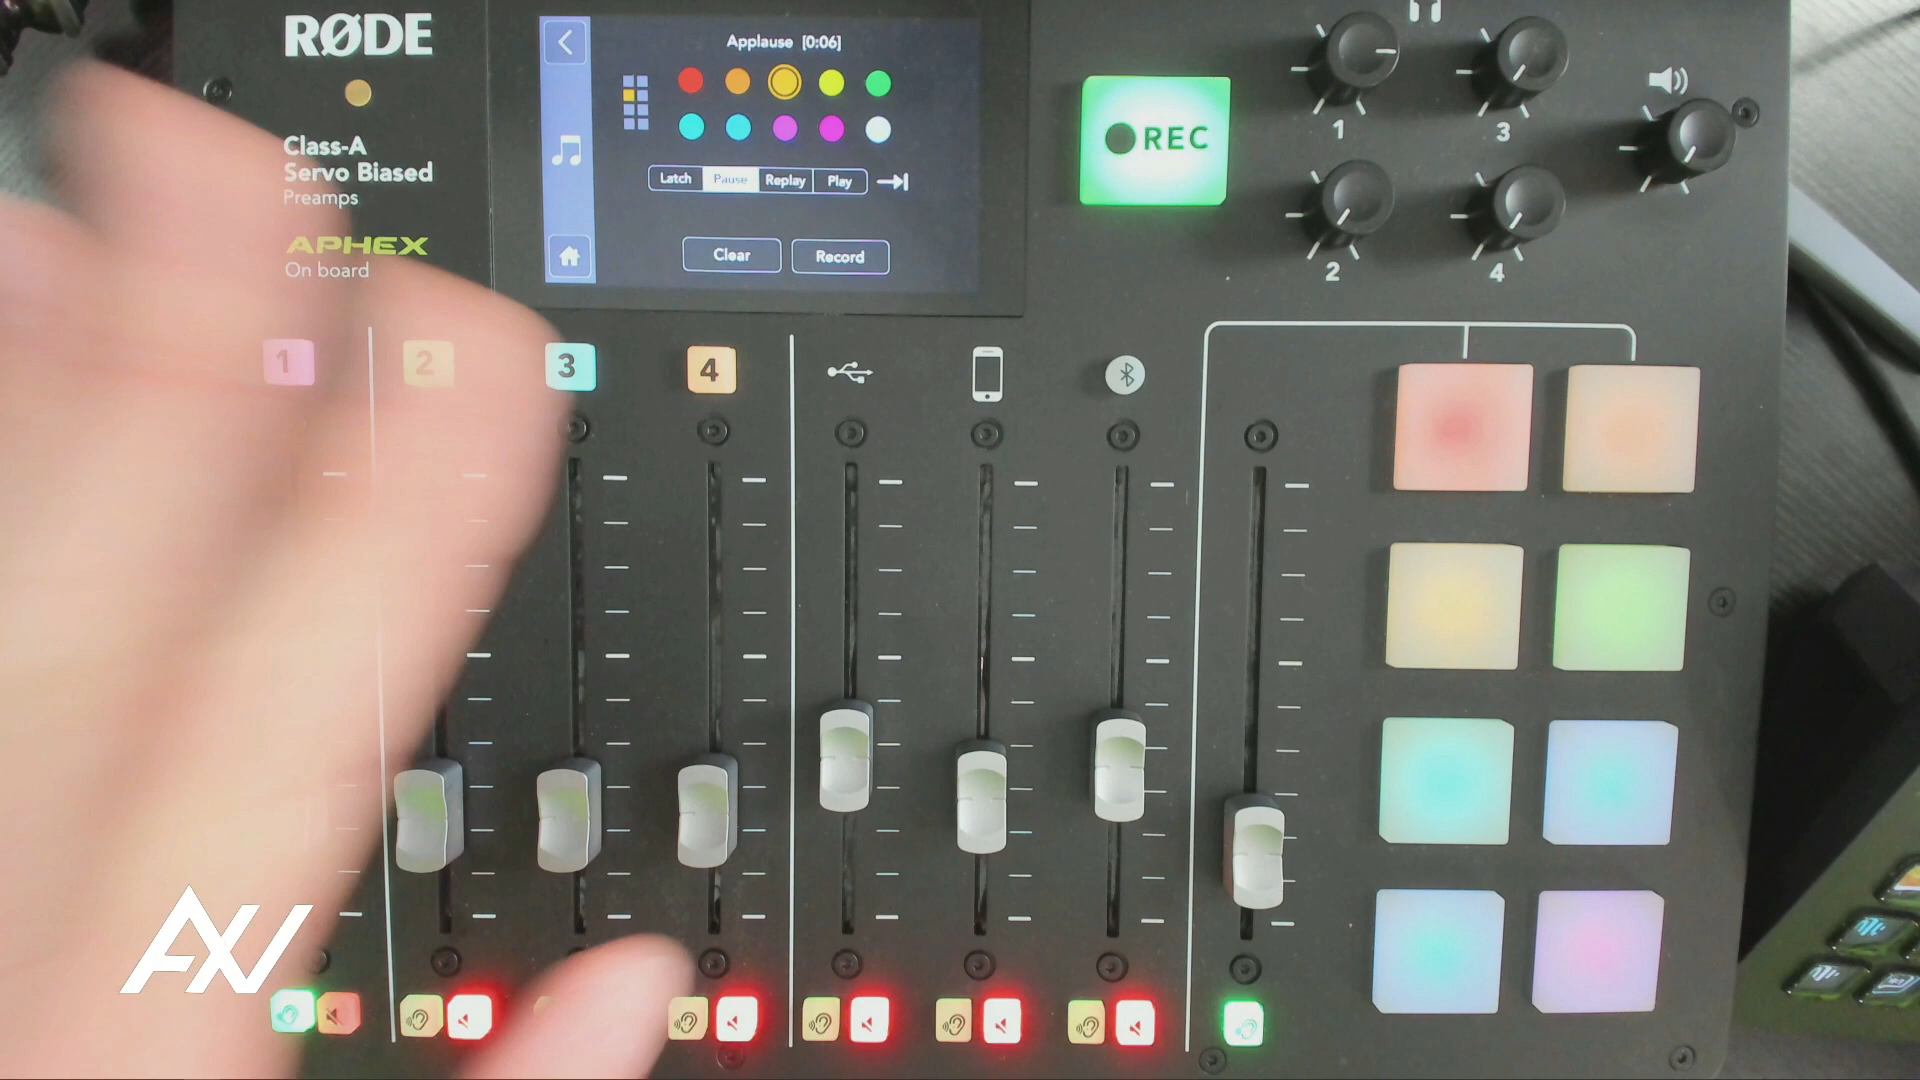 RØDE
Class-A
Servo Biased
Preamps
APHEX
On board
Applause [0:06]
Latch Pause Replay Play
Clear Record
REC
1 3
2 4
1 2 3 4
AW